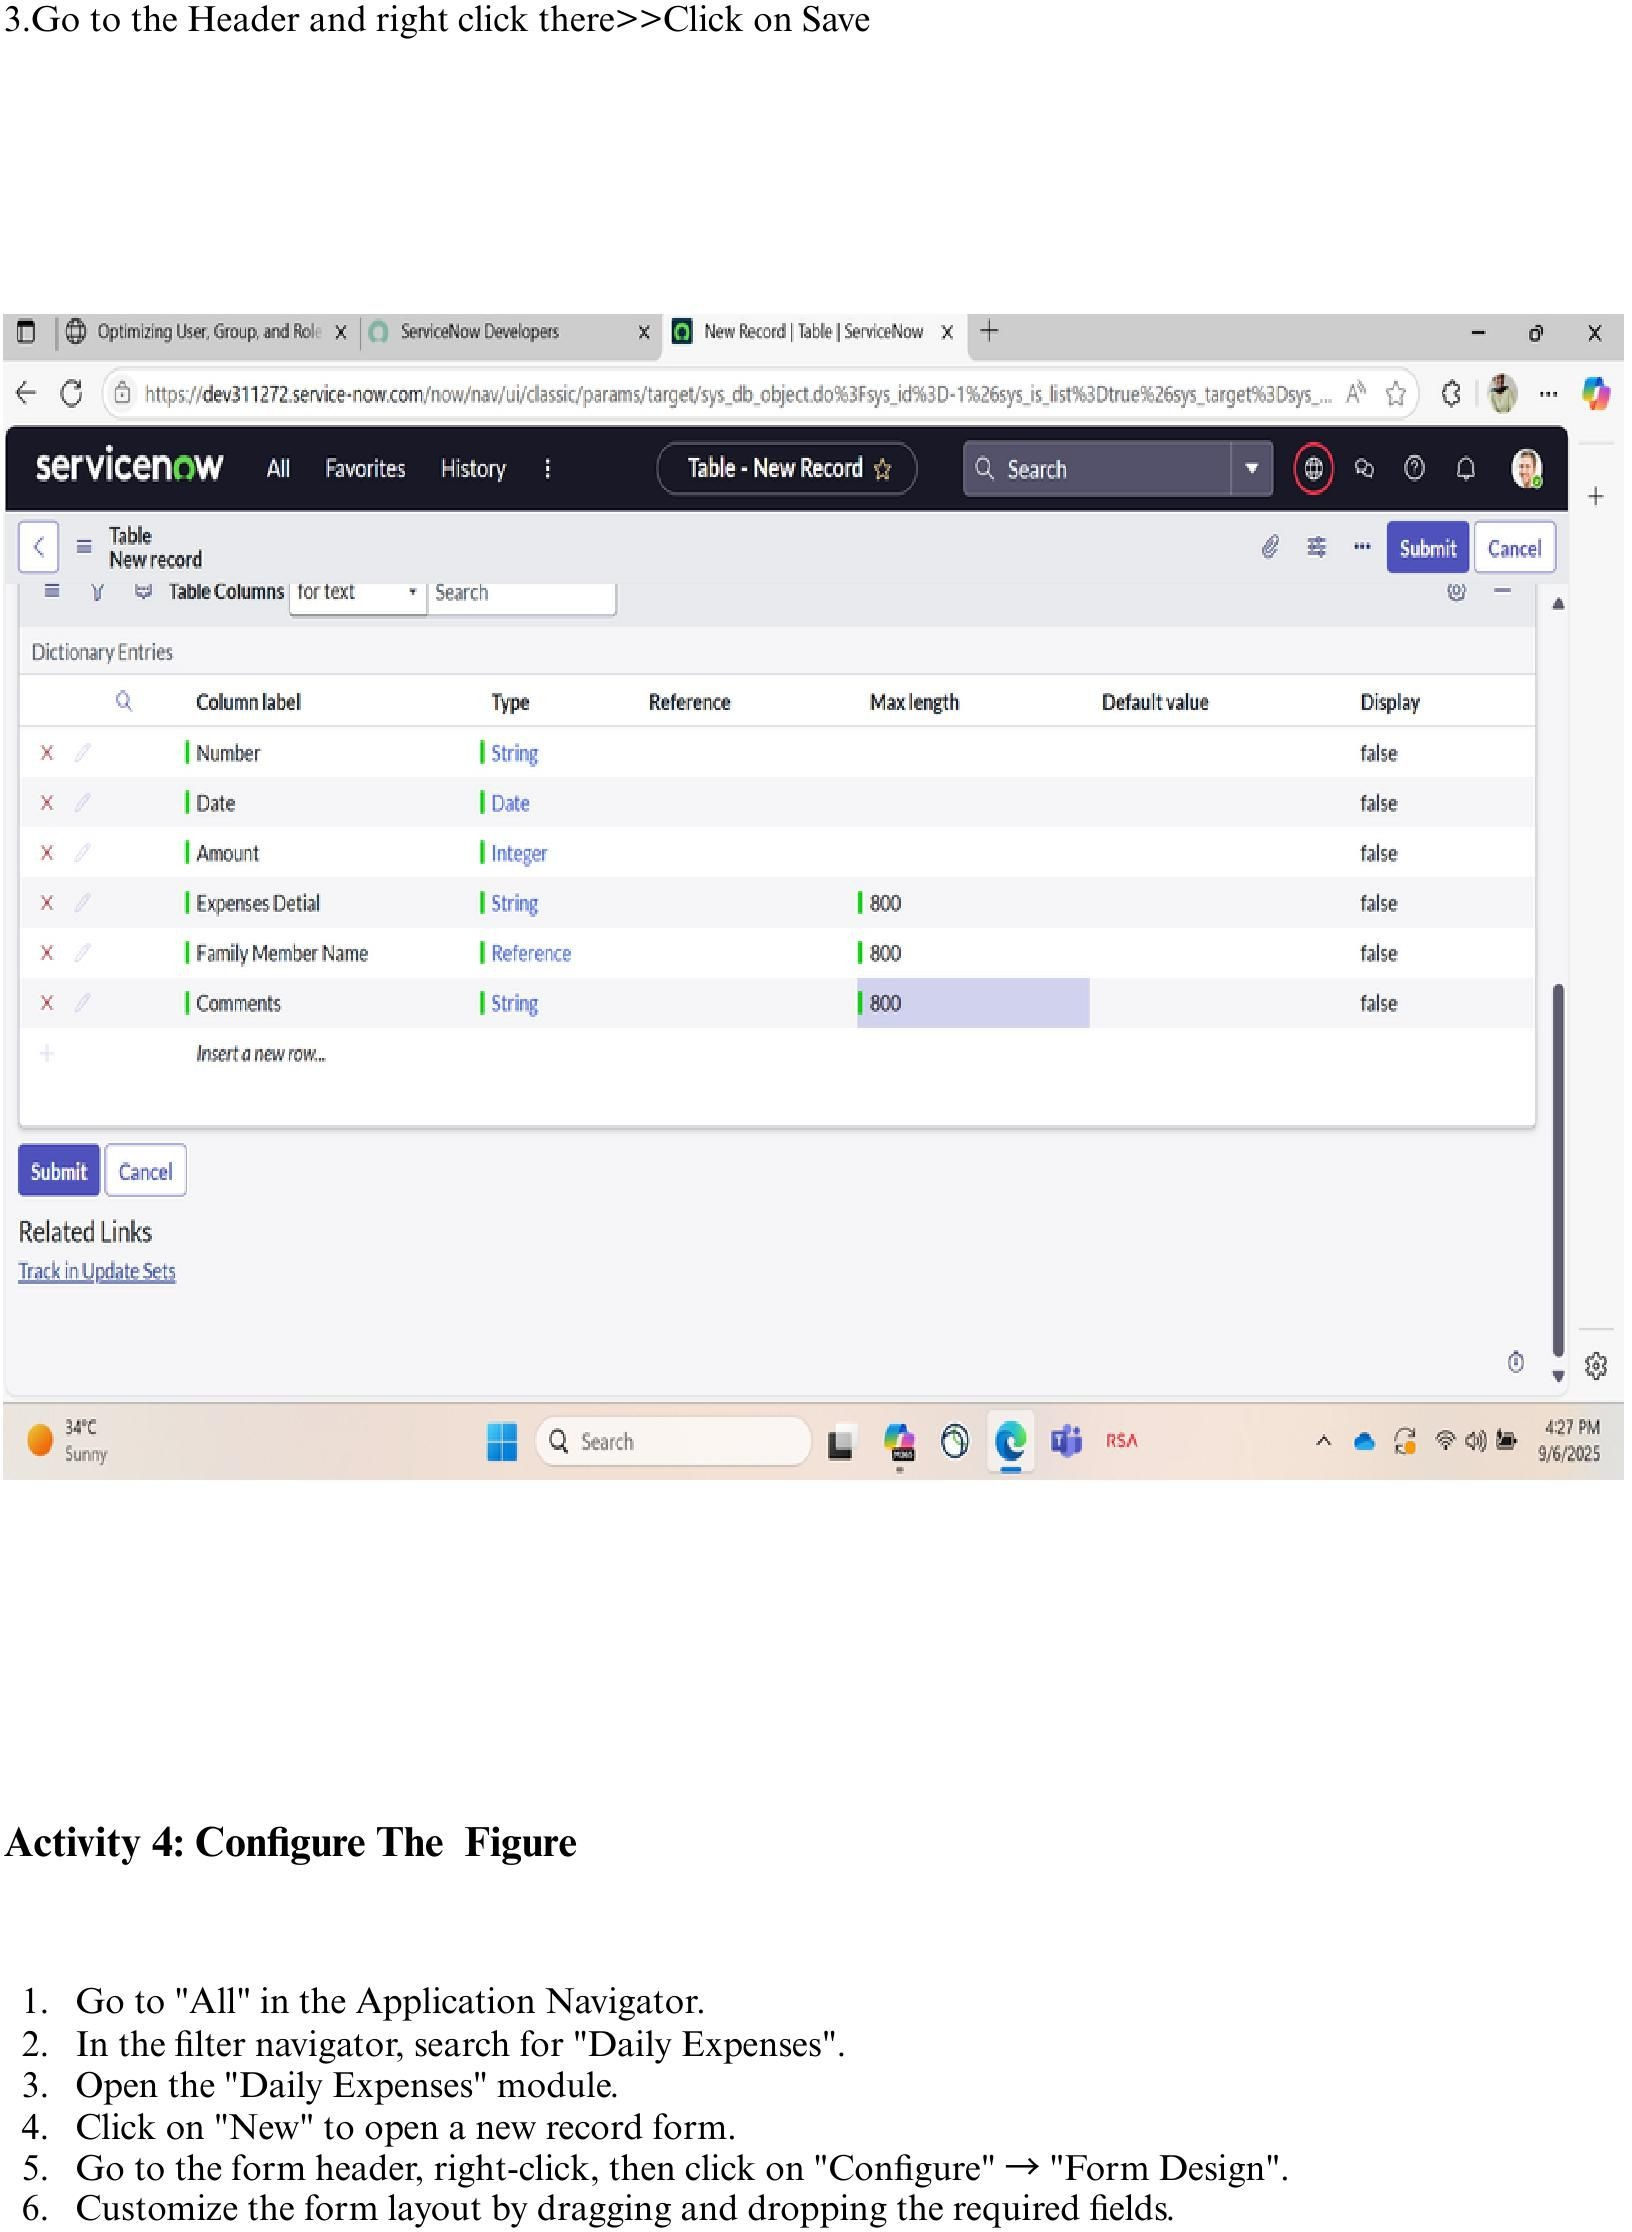 3.Go to the Header and right click there>>Click on Save
Optimizing User, Group, and Role
ServiceNow Developers
New Record | Table | ServiceNow
https://dev311272.service-now.com/now/nav/ui/classic/params/target/sys_db_object.do%3Fsys_id%3D-1%26sys_is_list%3Dtrue%26sys_target%3Dsys_...
servicenow All Favorites History Table - New Record Search
Table
New record
Submit Cancel
Table Columns for text Search
Dictionary Entries
Column label Type Reference Max length Default value Display
Number String false
Date Date false
Amount Integer false
Expenses Detial String 800 false
Family Member Name Reference 800 false
Comments String 800 false
Insert a new row...
Submit Cancel
Related Links
Track in Update Sets
34°C
Sunny
Search
RSA
4:27 PM
9/6/2025
Activity 4: Configure The Figure
1. Go to "All" in the Application Navigator.
2. In the filter navigator, search for "Daily Expenses".
3. Open the "Daily Expenses" module.
4. Click on "New" to open a new record form.
5. Go to the form header, right-click, then click on "Configure" → "Form Design".
6. Customize the form layout by dragging and dropping the required fields.